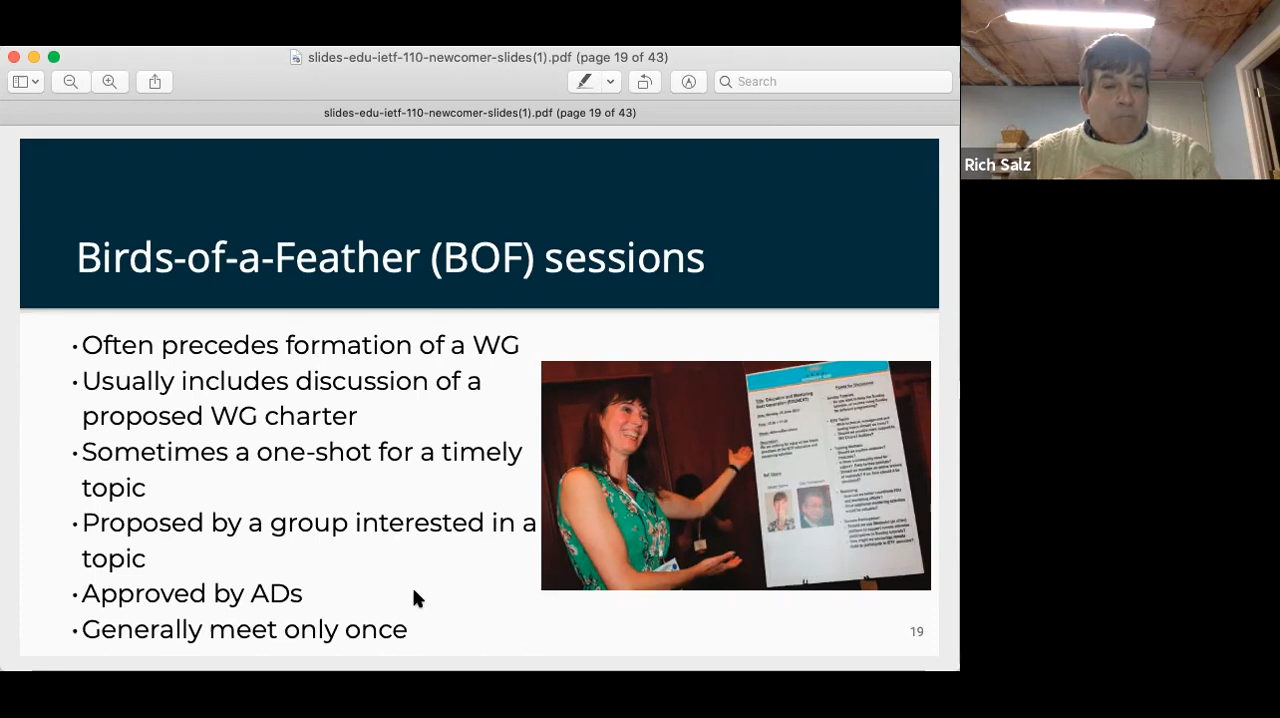 slides-edu-ietf-110-newcomer-slides(1).pdf (page 19 of 43)
Search
slides-edu-ietf-110-newcomer-slides(1).pdf (page 19 of 43)
Rich Salz
Birds-of-a-Feather (BOF) sessions
•Often precedes formation of a WG
•Usually includes discussion of a
proposed WG charter
•Sometimes a one-shot for a timely
topic
•Proposed by a group interested in a
topic
•Approved by ADs
•Generally meet only once
19